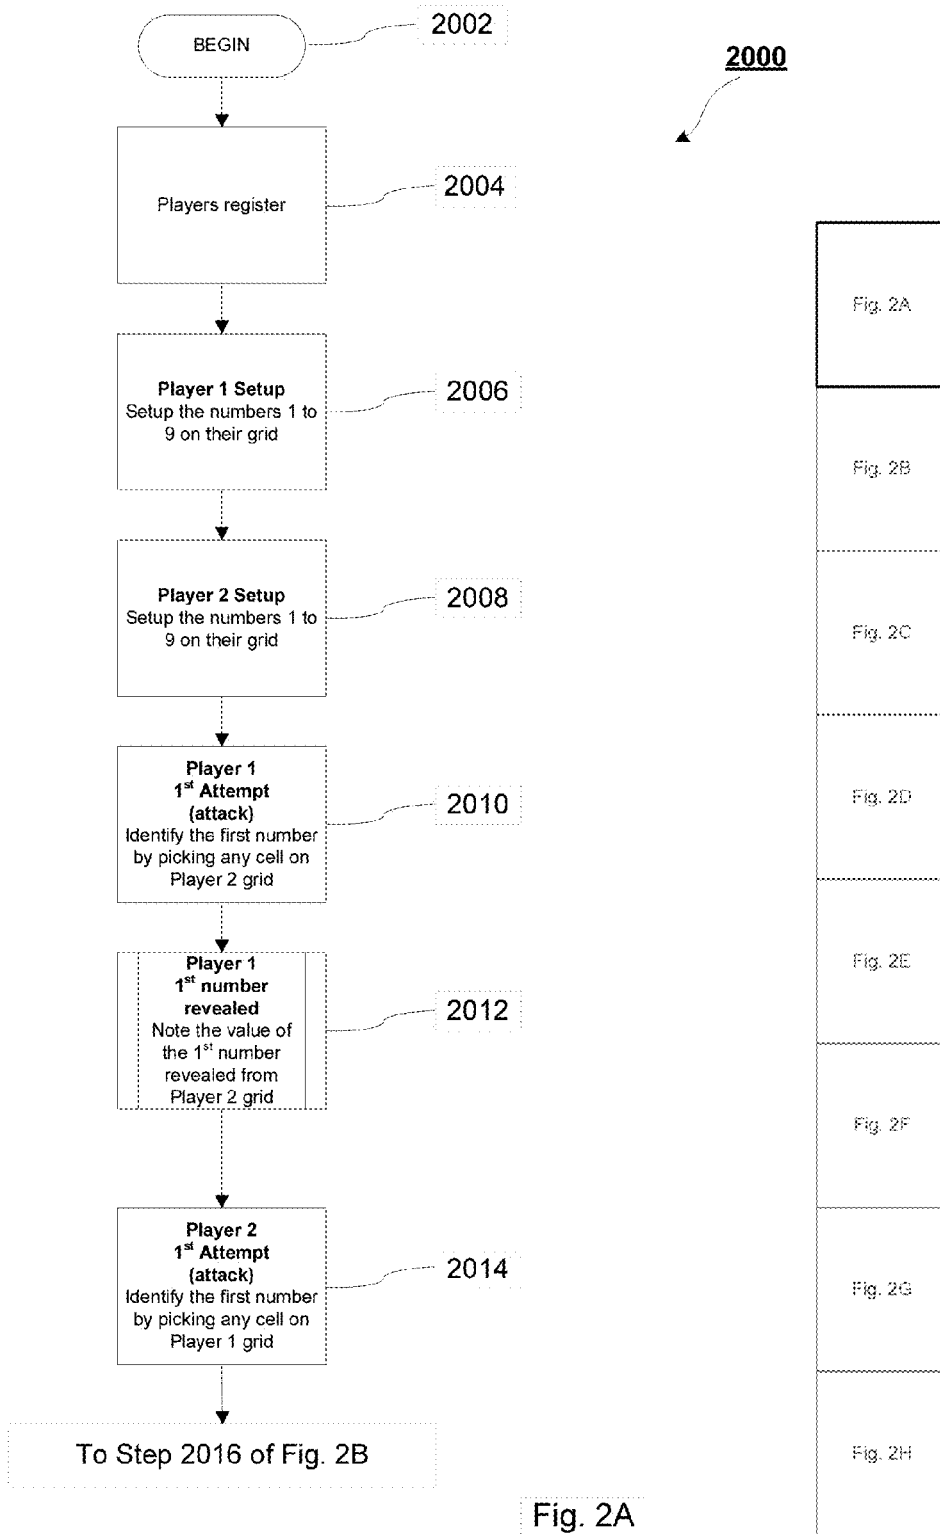 BEGIN
2002
2000
Players register
2004
Player 1 Setup
Setup the numbers 1 to
9 on their grid
2006
Player 2 Setup
Setup the numbers 1 to
9 on their grid
2008
Player 1
1st Attempt
(attack)
Identify the first number
by picking any cell on
Player 2 grid
2010
Player 1
1st number
revealed
Note the value of
the 1st number
revealed from
Player 2 grid
2012
Player 2
1st Attempt
(attack)
Identify the first number
by picking any cell on
Player 1 grid
2014
To Step 2016 of Fig. 2B
Fig. 2A
Fig. 2B
Fig. 2C
Fig. 2D
Fig. 2E
Fig. 2F
Fig. 2G
Fig. 2H
Fig. 2A